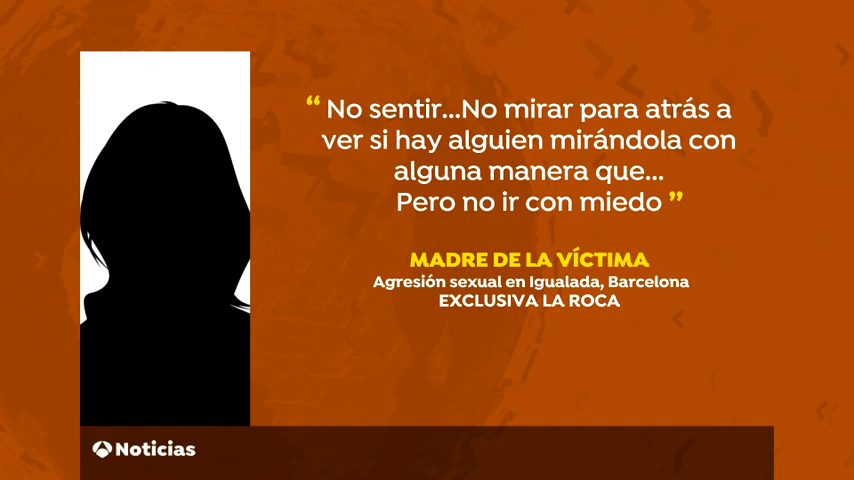 “ No sentir...No mirar para atrás a
ver si hay alguien mirándola con
alguna manera que...
Pero no ir con miedo ”
MADRE DE LA VÍCTIMA
Agresión sexual en Igualada, Barcelona
EXCLUSIVA LA ROCA
Noticias